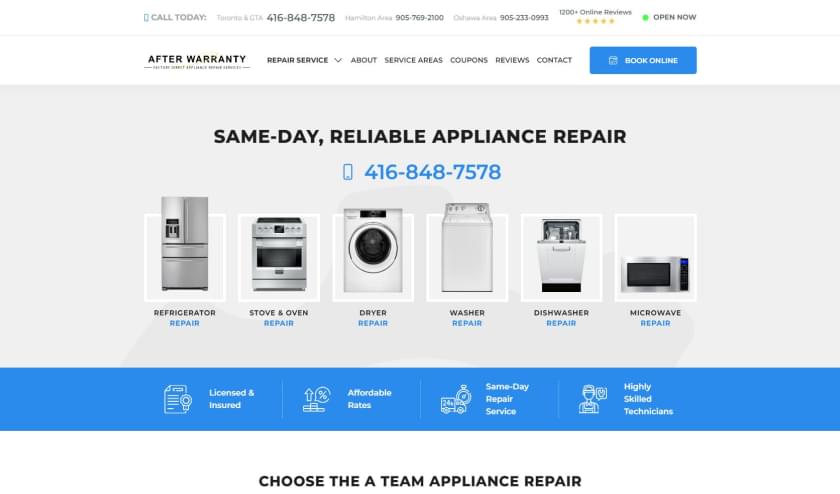 CALL TODAY: Toronto & GTA 416-848-7578 Hamilton Area 905-769-2100 Oshawa Area 905-233-0993 1200+ Online Reviews OPEN NOW
AFTER WARRANTY
FACTORY DIRECT APPLIANCE REPAIR SERVICES
REPAIR SERVICE ABOUT SERVICE AREAS COUPONS REVIEWS CONTACT BOOK ONLINE
SAME-DAY, RELIABLE APPLIANCE REPAIR
416-848-7578
REFRIGERATOR
REPAIR
STOVE & OVEN
REPAIR
DRYER
REPAIR
WASHER
REPAIR
DISHWASHER
REPAIR
MICROWAVE
REPAIR
Licensed &
Insured
Affordable
Rates
24h
Same-Day
Repair
Service
Highly
Skilled
Technicians
CHOOSE THE A TEAM APPLIANCE REPAIR